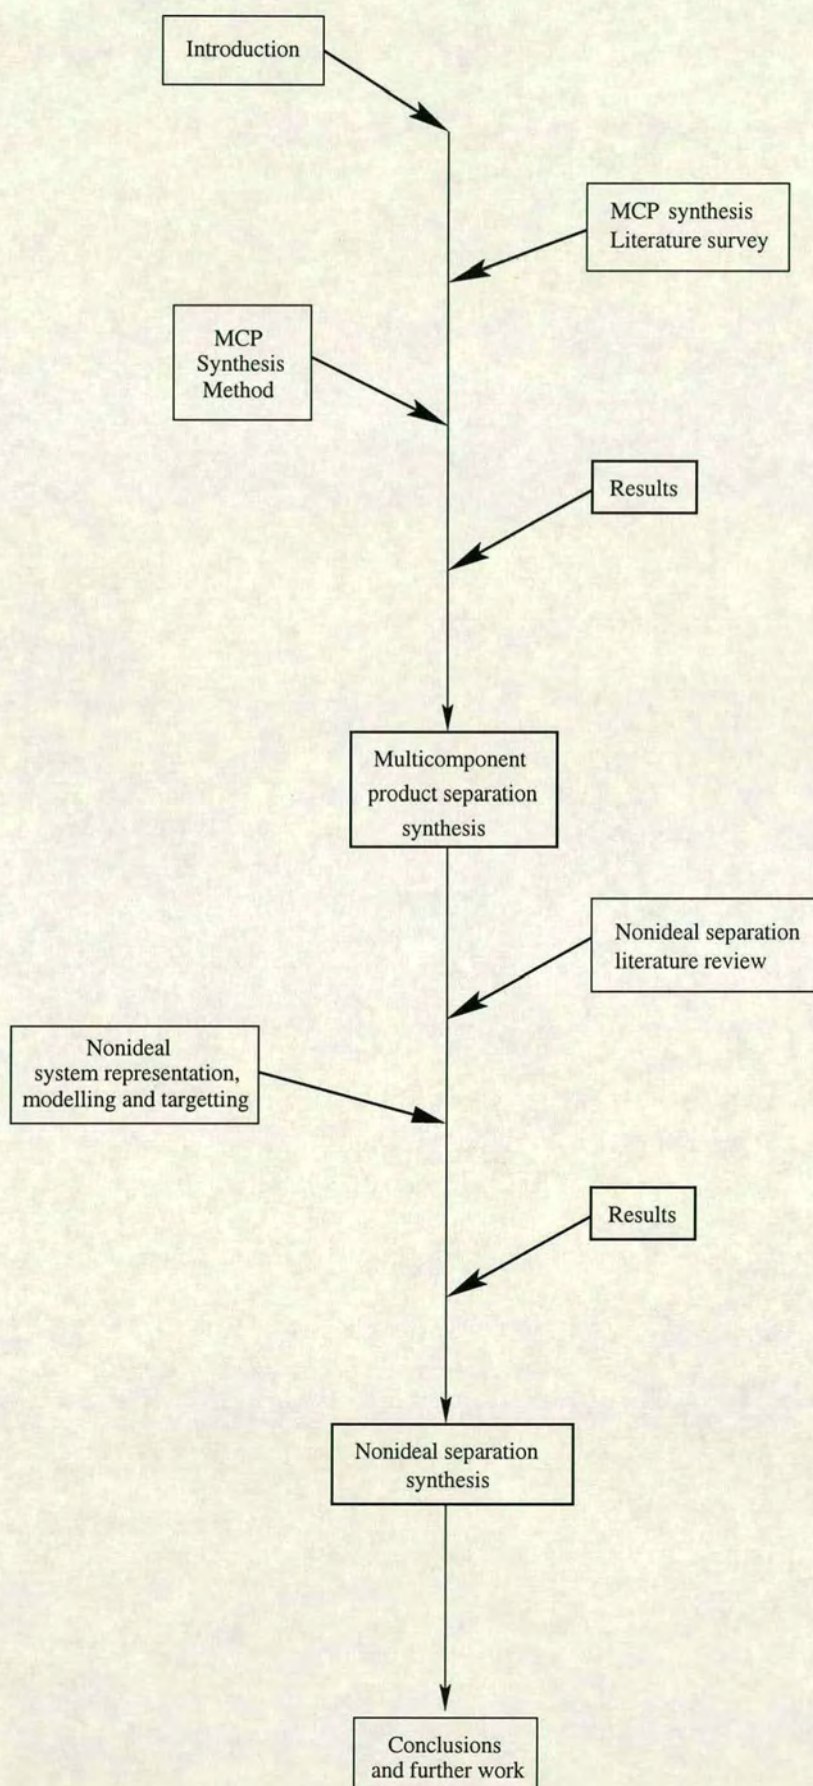 Introduction
MCP synthesis
Literature survey
MCP
Synthesis
Method
Results
Multicomponent
product separation
synthesis
Nonideal separation
literature review
Nonideal
system representation,
modelling and targetting
Results
Nonideal separation
synthesis
Conclusions
and further work